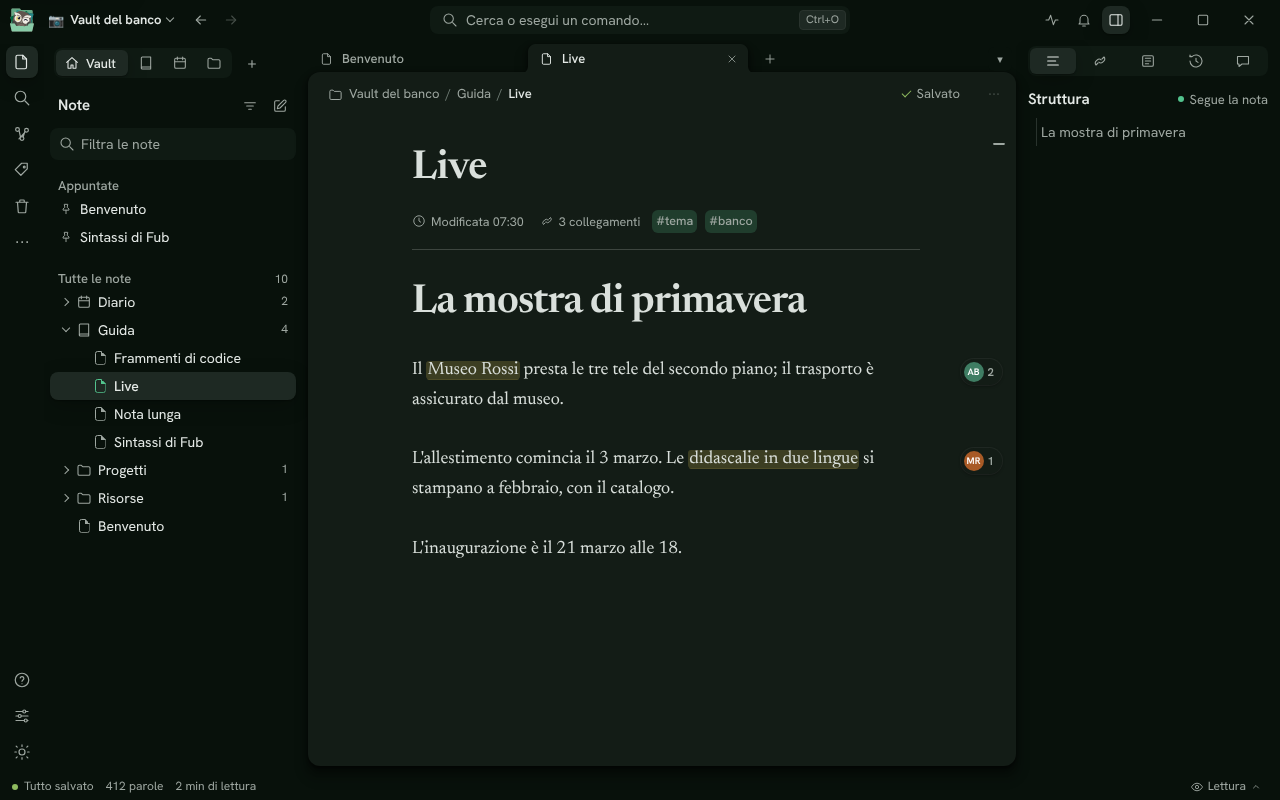 Vault del banco
Cerca o esegui un comando...
Ctrl+O
Vault
Note
Filtra le note
Appuntate
Benvenuto
Sintassi di Fub
Tutte le note 10
Diario 2
Guida 4
Frammenti di codice
Live
Nota lunga
Sintassi di Fub
Progetti 1
Risorse 1
Benvenuto
Tutto salvato 412 parole 2 min di lettura
Benvenuto
Live
Vault del banco / Guida / Live
Salvato
Live
Modificata 07:30 3 collegamenti #tema #banco
La mostra di primavera
Il Museo Rossi presta le tre tele del secondo piano; il trasporto è
assicurato dal museo.
AB 2
L'allestimento comincia il 3 marzo. Le didascalie in due lingue si
stampano a febbraio, con il catalogo.
MR 1
L'inaugurazione è il 21 marzo alle 18.
Struttura
Segue la nota
La mostra di primavera
Lettura